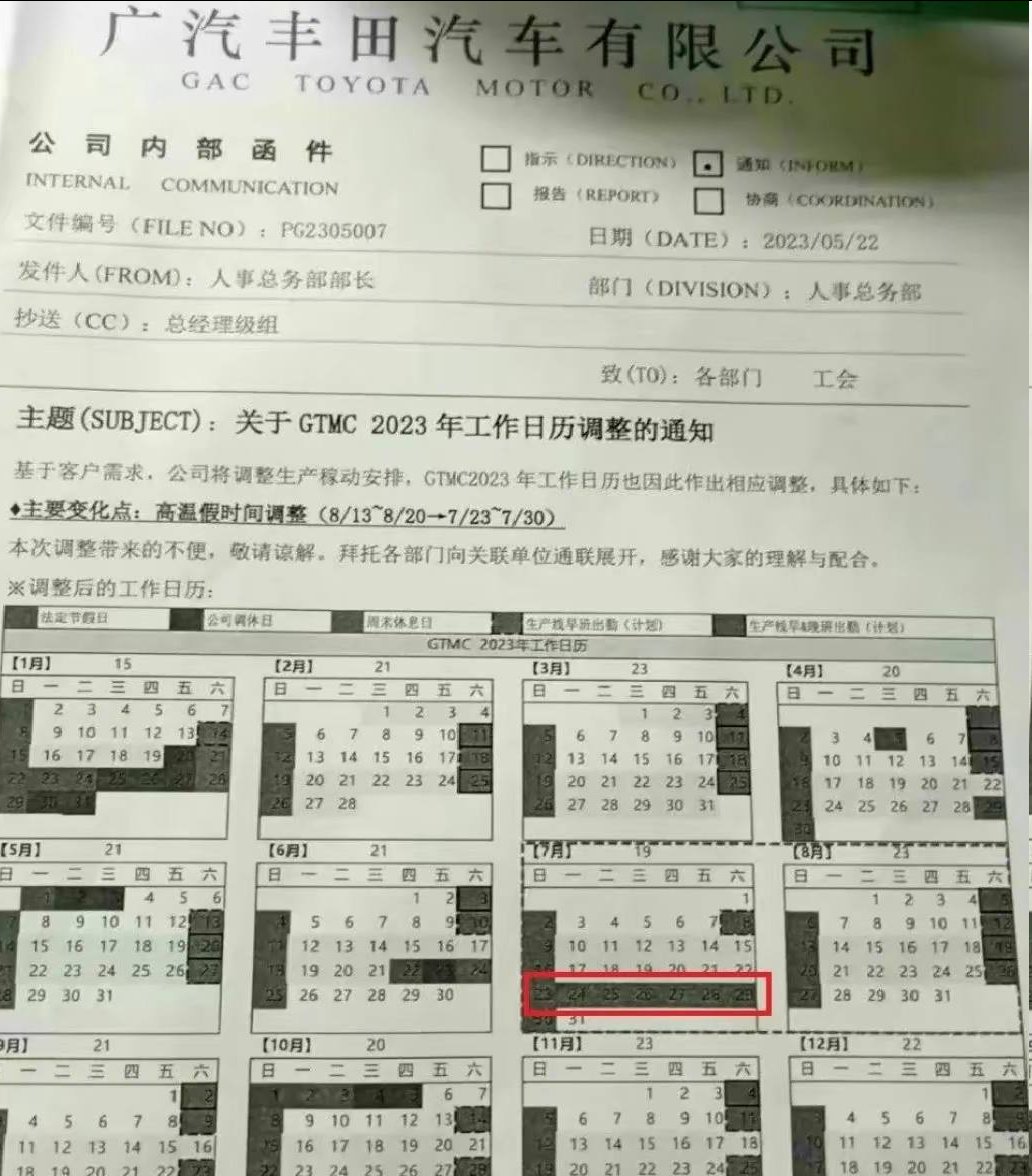 广汽丰田汽车有限公司
GAC TOYOTA MOTOR CO., LTD.
公司内部函件
INTERNAL COMMUNICATION
指示（DIRECTION） 通知（INFORM）
报告（REPORT） 协商（COORDINATION）
文件编号（FILE NO）：PG2305007
日期（DATE）：2023/05/22
发件人(FROM)：人事总务部部长
部门（DIVISION）：人事总务部
抄送（CC）：总经理级组
致(TO)：各部门 工会
主题(SUBJECT)：关于 GTMC 2023 年工作日历调整的通知
基于客户需求，公司将调整生产稼动安排，GTMC2023 年工作日历也因此作出相应调整，具体如下：
♦主要变化点：高温假时间调整（8/13~8/20→7/23~7/30）
本次调整带来的不便，敬请谅解。拜托各部门向关联单位通联展开，感谢大家的理解与配合。
※调整后的工作日历：
法定节假日 公司调休日 周末休息日 生产线早班出勤（计划） 生产线早&晚班出勤（计划）
GTMC 2023年工作日历
【1月】 15 【2月】 21 【3月】 23 【4月】 20
日 一 二 三 四 五 六 日 一 二 三 四 五 六 日 一 二 三 四 五 六 日 一 二 三 四 五 六
2 3 4 5 6 7 1 2 3 4 1 2 3 4
8 9 10 11 12 13 14 5 6 7 8 9 10 11 5 6 7 8 9 10 11 2 3 4 5 6 7 8
15 16 17 18 19 20 21 12 13 14 15 16 17 18 12 13 14 15 16 17 18 9 10 11 12 13 14 15
22 23 24 25 26 27 28 19 20 21 22 23 24 25 19 20 21 22 23 24 25 16 17 18 19 20 21 22
29 30 31 26 27 28 26 27 28 29 30 31 23 24 25 26 27 28 29
30
5月】 21 【6月】 21 【7月】 19 【8月】 23
日 一 二 三 四 五 六 日 一 二 三 四 五 六 日 一 二 三 四 五 六 日 一 二 三 四 五 六
1 2 3 4 5 6 1 2 3 1 1 2 3 4 5
7 8 9 10 11 12 13 4 5 6 7 8 9 10 2 3 4 5 6 7 8 6 7 8 9 10 11 12
14 15 16 17 18 19 20 11 12 13 14 15 16 17 9 10 11 12 13 14 15 13 14 15 16 17 18 19
21 22 23 24 25 26 27 18 19 20 21 22 23 24 16 17 18 19 20 21 22 20 21 22 23 24 25 26
28 29 30 31 25 26 27 28 29 30 23 24 25 26 27 28 29 27 28 29 30 31
30 31
9月】 21 【10月】 20 【11月】 23 【12月】 22
一 二 三 四 五 六 日 一 二 三 四 五 六 日 一 二 三 四 五 六 日 一 二 三 四 五 六
1 2 1 2 3 4 5 6 7 1 2 3 4 1
4 5 6 7 8 9 8 9 10 11 12 13 14 5 6 7 8 9 10 11 4 5 6 7 8
11 12 13 14 15 16 15 16 17 18 19 20 21 12 13 14 15 16 17 18 10 11 12 13 14 15 16
18 19 20 21 22 23 22 23 24 25 26 27 28 19 20 21 22 23 24 25 17 18 19 20 21 22